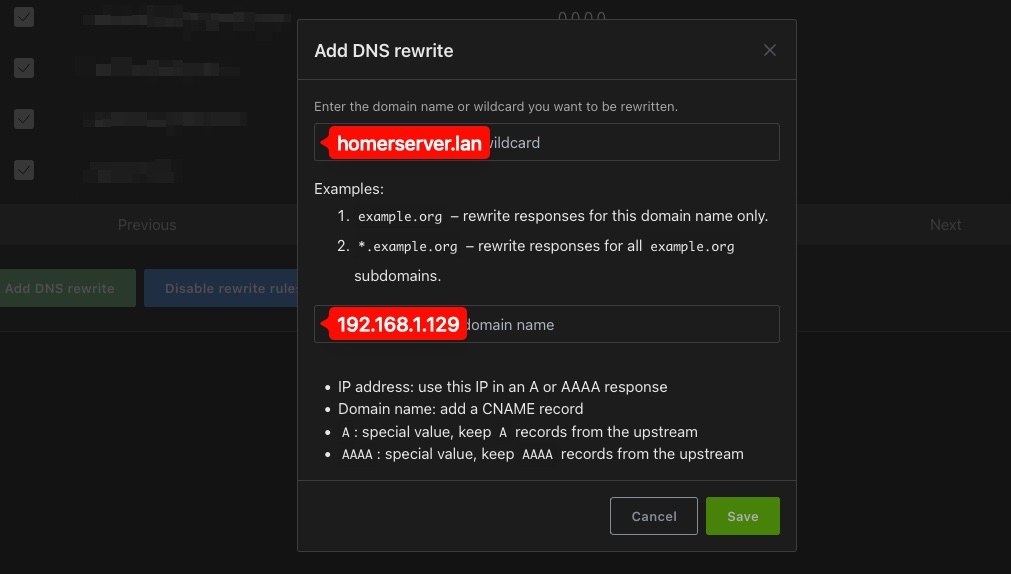 0.0.0.0
Add DNS rewrite
Enter the domain name or wildcard you want to be rewritten.
homerserver.lan wildcard
Examples:
1. example.org – rewrite responses for this domain name only.
2. *.example.org – rewrite responses for all example.org
subdomains.
Previous
Next
Add DNS rewrite
Disable rewrite rules
192.168.1.129 domain name
• IP address: use this IP in an A or AAAA response
• Domain name: add a CNAME record
• A : special value, keep A records from the upstream
• AAAA : special value, keep AAAA records from the upstream
Cancel
Save